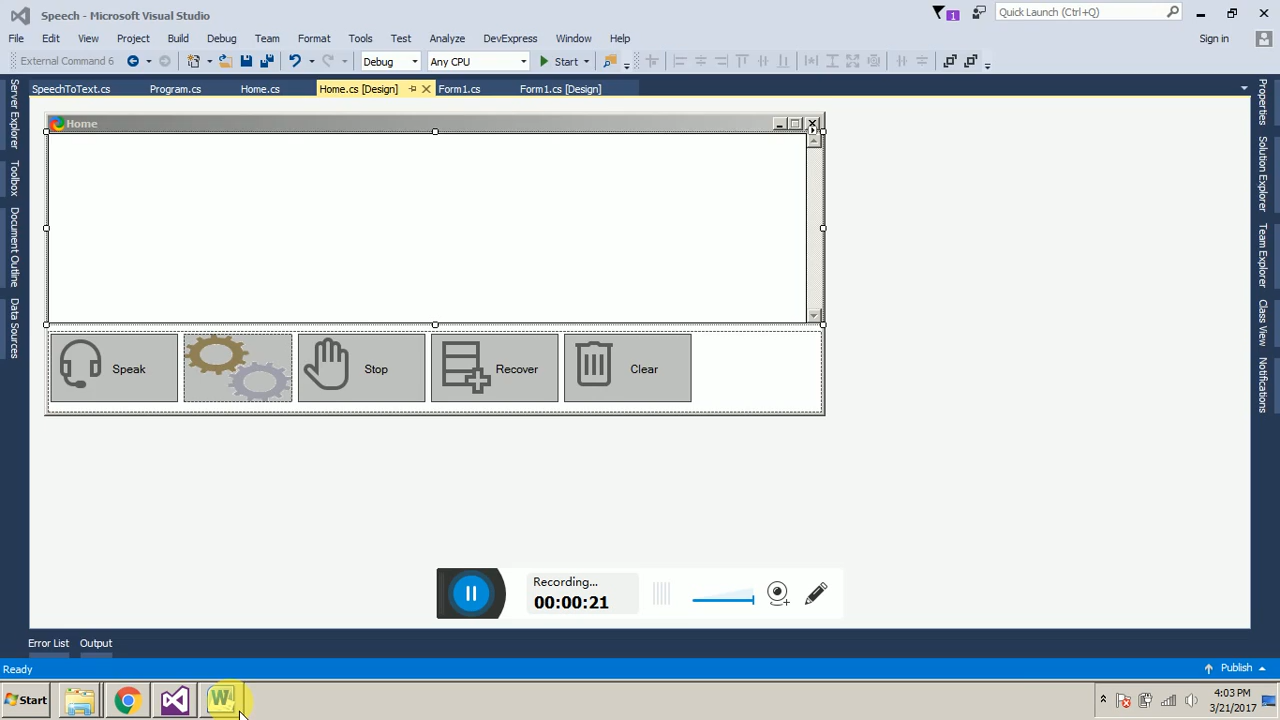 Speech - Microsoft Visual Studio
1
Quick Launch (Ctrl+Q)
File Edit View Project Build Debug Team Format Tools Test Analyze DevExpress Window Help
Sign in
External Command 6
Debug
Any CPU
Start
SpeechToText.cs Program.cs Home.cs Home.cs [Design] Form1.cs Form1.cs [Design]
Server Explorer
Toolbox
Document Outline
Data Sources
Home
Speak
Stop
Recover
Clear
Properties
Solution Explorer
Team Explorer
Class View
Notifications
Recording...
00:00:21
Error List Output
Ready
Publish
Start
W
4:03 PM
3/21/2017